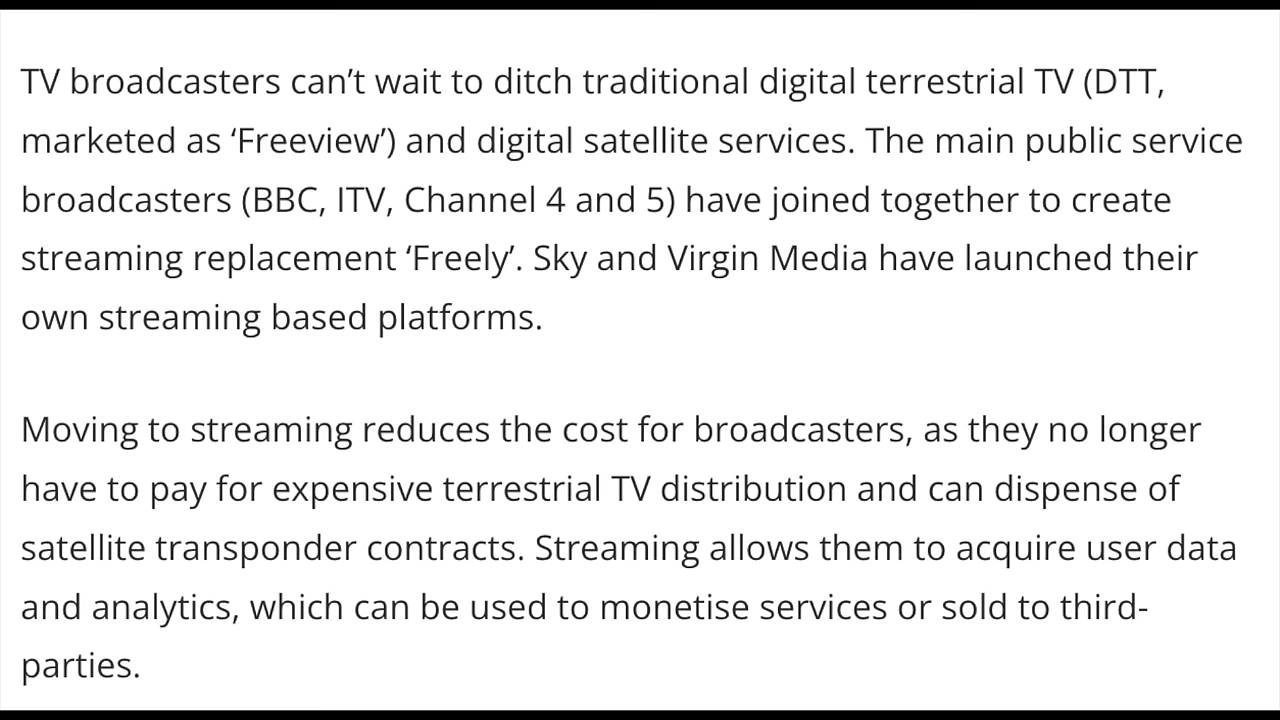 TV broadcasters can’t wait to ditch traditional digital terrestrial TV (DTT,
marketed as ‘Freeview’) and digital satellite services. The main public service
broadcasters (BBC, ITV, Channel 4 and 5) have joined together to create
streaming replacement ‘Freely’. Sky and Virgin Media have launched their
own streaming based platforms.
Moving to streaming reduces the cost for broadcasters, as they no longer
have to pay for expensive terrestrial TV distribution and can dispense of
satellite transponder contracts. Streaming allows them to acquire user data
and analytics, which can be used to monetise services or sold to third-
parties.